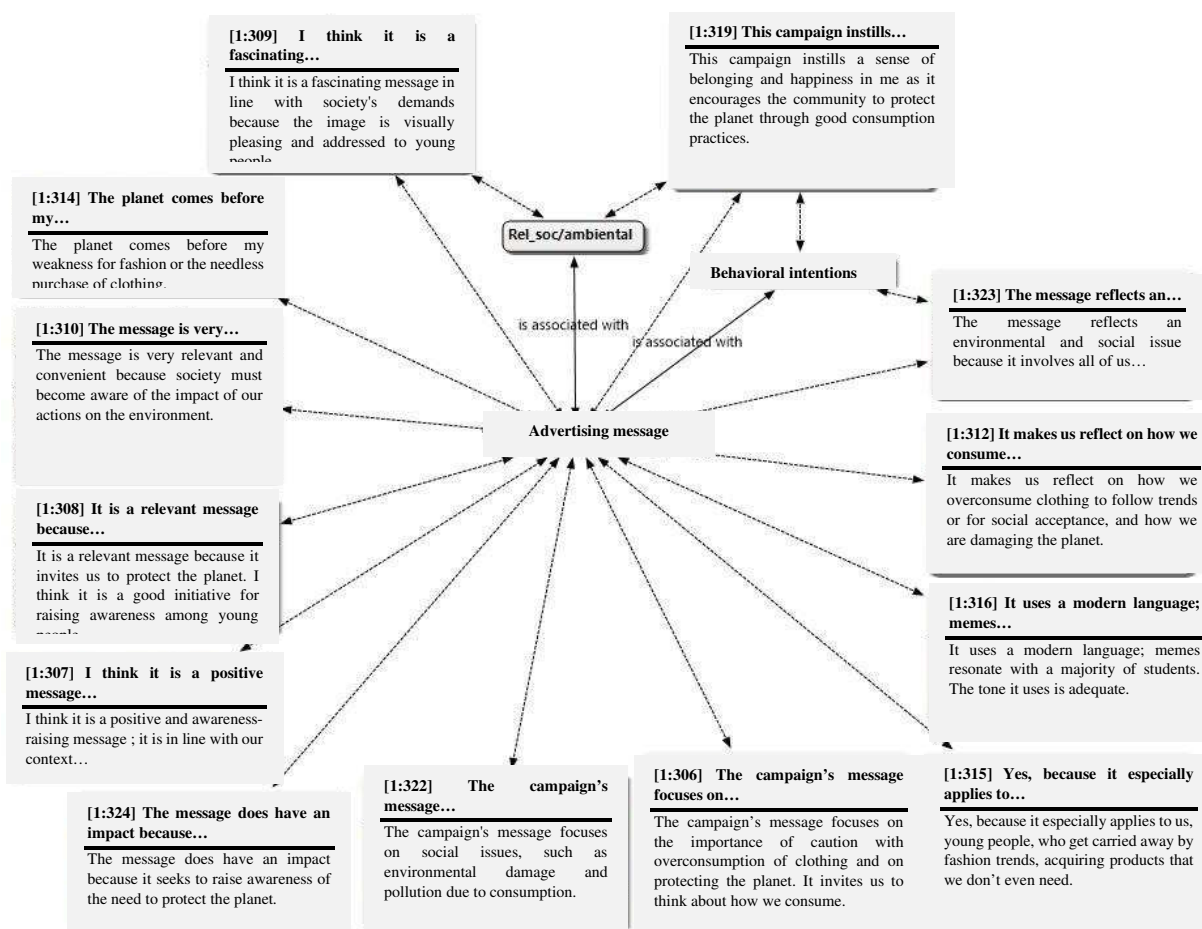 [1:309] I think it is a
fascinating…
I think it is a fascinating message in
line with society's demands
because the image is visually
pleasing and addressed to young
people
[1:319] This campaign instills…
This campaign instills a sense of
belonging and happiness in me as it
encourages the community to protect
the planet through good consumption
practices.
[1:314] The planet comes before
my…
The planet comes before my
weakness for fashion or the needless
purchase of clothing.
Rel_soc/ambiental
Behavioral intentions
[1:323] The message reflects an…
The message reflects an
environmental and social issue
because it involves all of us…
[1:310] The message is very…
The message is very relevant and
convenient because society must
become aware of the impact of our
actions on the environment.
is associated with
is associated with
Advertising message
[1:312] It makes us reflect on how we
consume…
It makes us reflect on how we
overconsume clothing to follow trends
or for social acceptance, and how we
are damaging the planet.
[1:308] It is a relevant message
because…
It is a relevant message because it
invites us to protect the planet. I
think it is a good initiative for
raising awareness among young
people
[1:316] It uses a modern language;
memes…
It uses a modern language; memes
resonate with a majority of students.
The tone it uses is adequate.
[1:307] I think it is a positive
message…
I think it is a positive and awareness-
raising message ; it is in line with our
context…
[1:324] The message does have an
impact because…
The message does have an impact
because it seeks to raise awareness of
the need to protect the planet.
[1:322] The campaign's
message…
The campaign's message focuses
on social issues, such as
environmental damage and
pollution due to consumption.
[1:306] The campaign’s message
focuses on…
The campaign’s message focuses on
the importance of caution with
overconsumption of clothing and on
protecting the planet. It invites us to
think about how we consume.
[1:315] Yes, because it especially
applies to…
Yes, because it especially applies to us,
young people, who get carried away by
fashion trends, acquiring products that
we don’t even need.